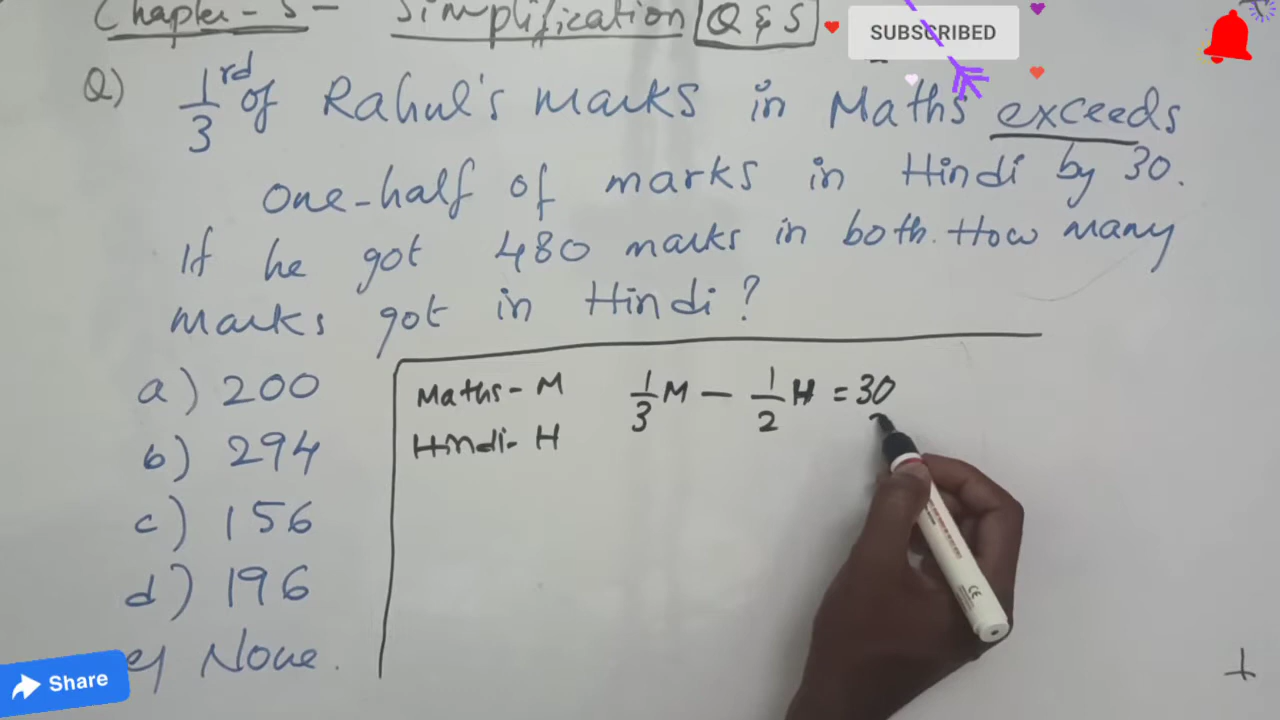 Chapter-5- Simplification Q & S
SUBSCRIBED
Q) 1/3 rd of Rahul's marks in Maths exceeds
one-half of marks in Hindi by 30.
If he got 480 marks in both. How many
marks got in Hindi?
a) 200
b) 294
c) 156
d) 196
e) None.
Maths - M
Hindi - H
1/3 M - 1/2 H = 30
Share